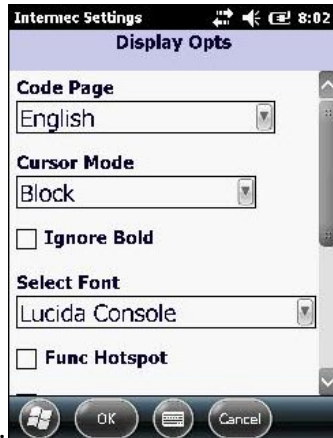 Intermec Settings 8:02
Display Opts
Code Page
English
Cursor Mode
Block
Ignore Bold
Select Font
Lucida Console
Func Hotspot
OK Cancel